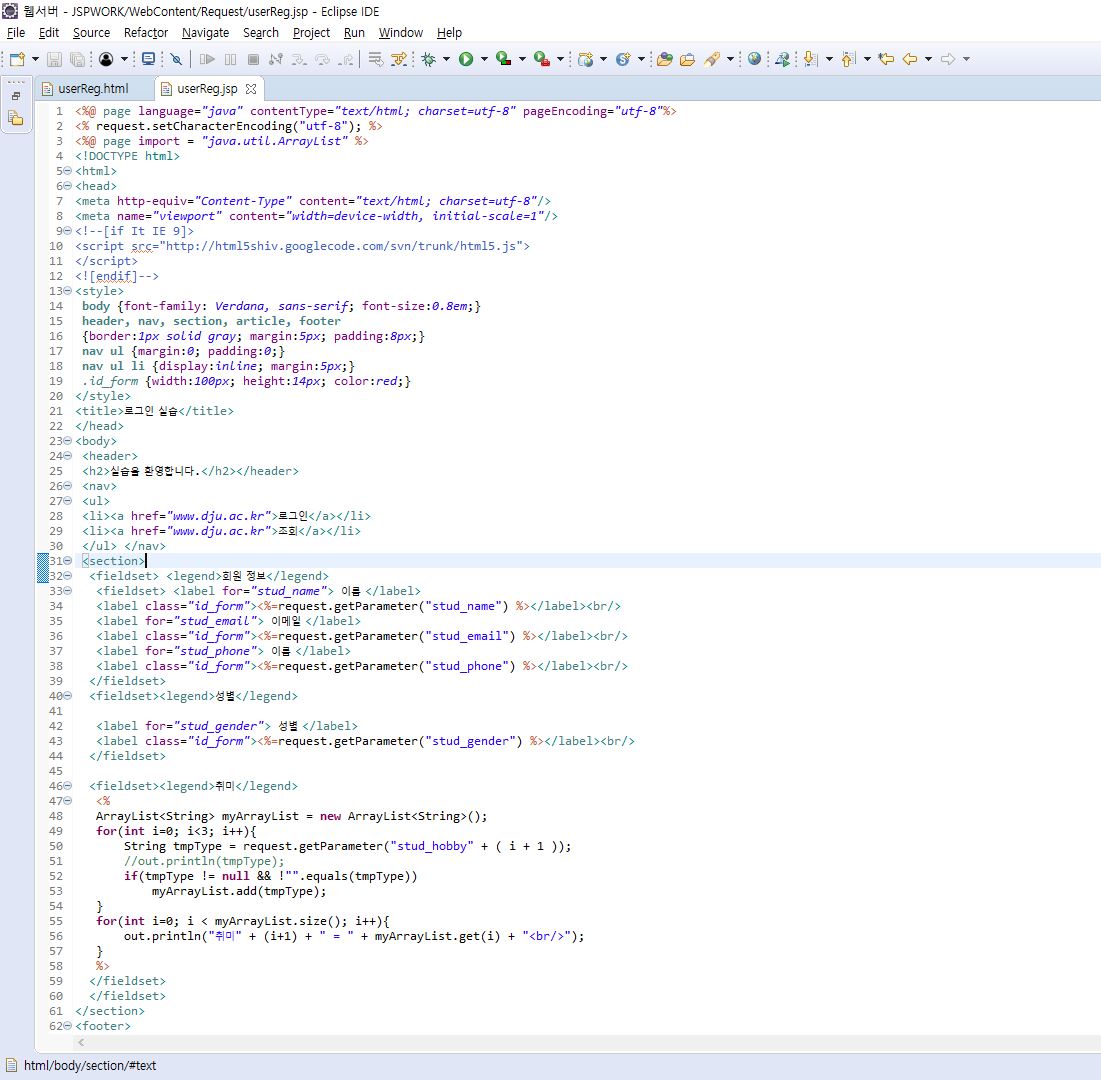 웹서버 - JSPWORK/WebContent/Request/userReg.jsp - Eclipse IDE
File Edit Source Refactor Navigate Search Project Run Window Help
userReg.html userReg.jsp
1 <%@ page language="java" contentType="text/html; charset=utf-8" pageEncoding="utf-8"%>
2 <% request.setCharacterEncoding("utf-8"); %>
3 <%@ page import = "java.util.ArrayList" %>
4 <!DOCTYPE html>
5 <html>
6 <head>
7 <meta http-equiv="Content-Type" content="text/html; charset=utf-8"/>
8 <meta name="viewport" content="width=device-width, initial-scale=1"/>
9 <!--[if It IE 9]>
10 <script src="http://html5shiv.googlecode.com/svn/trunk/html5.js">
11 </script>
12 <![endif]-->
13 <style>
14 body {font-family: Verdana, sans-serif; font-size:0.8em;}
15 header, nav, section, article, footer
16 {border:1px solid gray; margin:5px; padding:8px;}
17 nav ul {margin:0; padding:0;}
18 nav ul li {display:inline; margin:5px;}
19 .id_form {width:100px; height:14px; color:red;}
20 </style>
21 <title>로그인 실습</title>
22 </head>
23 <body>
24 <header>
25 <h2>실습을 환영합니다.</h2></header>
26 <nav>
27 <ul>
28 <li><a href="www.dju.ac.kr">로그인</a></li>
29 <li><a href="www.dju.ac.kr">조회</a></li>
30 </ul> </nav>
31 <section>
32 <fieldset> <legend>회원 정보</legend>
33 <fieldset> <label for="stud_name"> 이름 </label>
34 <label class="id_form"><%=request.getParameter("stud_name") %></label><br/>
35 <label for="stud_email"> 이메일 </label>
36 <label class="id_form"><%=request.getParameter("stud_email") %></label><br/>
37 <label for="stud_phone"> 이름 </label>
38 <label class="id_form"><%=request.getParameter("stud_phone") %></label><br/>
39 </fieldset>
40 <fieldset><legend>성별</legend>
41
42 <label for="stud_gender"> 성별 </label>
43 <label class="id_form"><%=request.getParameter("stud_gender") %></label><br/>
44 </fieldset>
45
46 <fieldset><legend>취미</legend>
47 <%
48 ArrayList<String> myArrayList = new ArrayList<String>();
49 for(int i=0; i<3; i++){
50 String tmpType = request.getParameter("stud_hobby" + ( i + 1 ));
51 //out.println(tmpType);
52 if(tmpType != null && !"".equals(tmpType))
53 myArrayList.add(tmpType);
54 }
55 for(int i=0; i < myArrayList.size(); i++){
56 out.println("취미" + (i+1) + " = " + myArrayList.get(i) + "<br/>");
57 }
58 %>
59 </fieldset>
60 </fieldset>
61 </section>
62 <footer>
html/body/section/#text